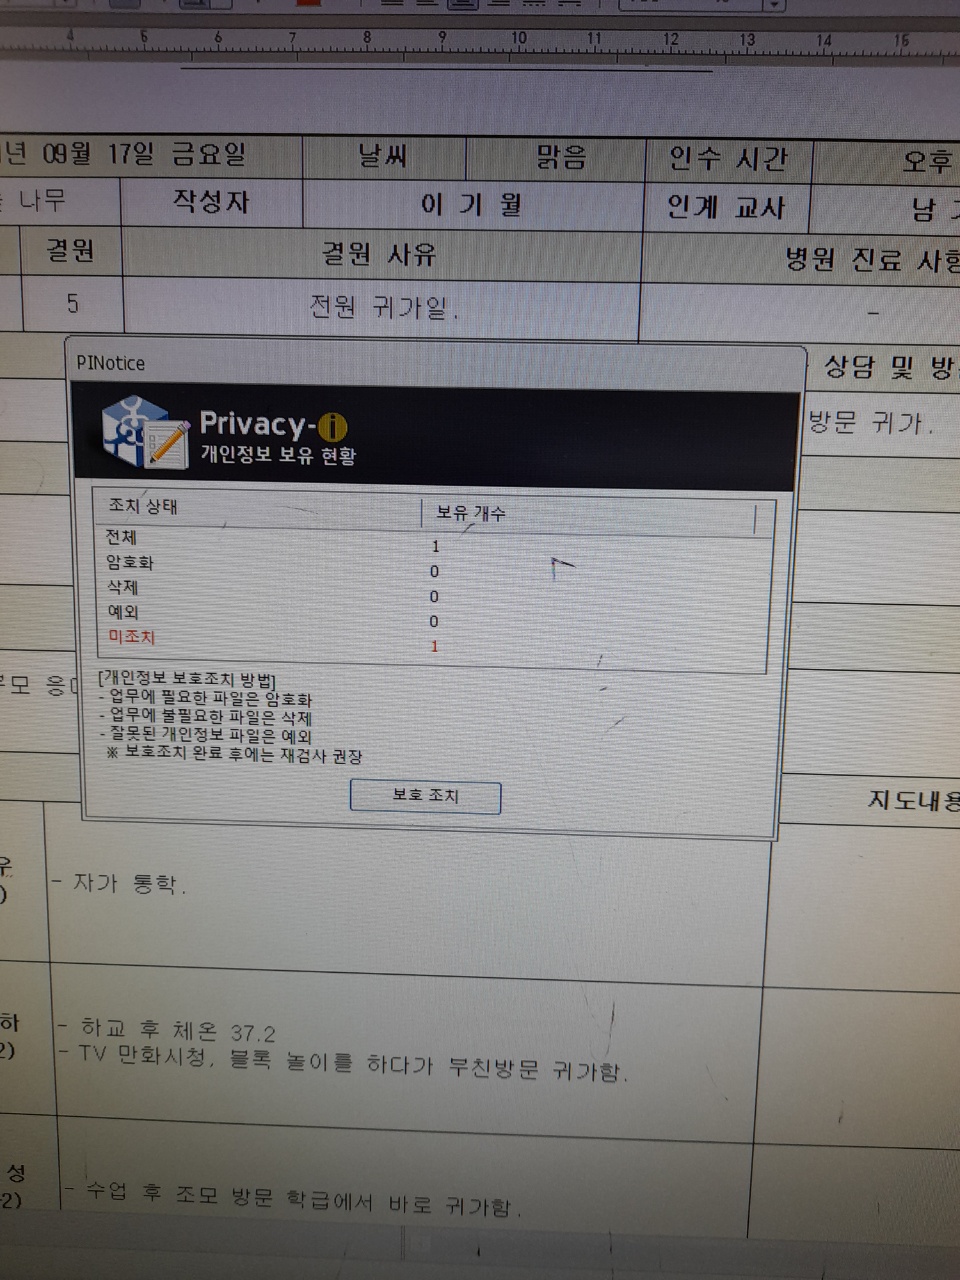 4 5 6 7 8 9 10 11 12 13 14 15
년 09월 17일 금요일 날씨 맑음 인수 시간 오후
나무 작성자 이 기 월 인계 교사 남
결원 결원 사유 병원 진료 사항
5 전원 귀가일. -
PINotice
상담 및 방
Privacy-i
개인정보 보유 현황
방문 귀가.
조치 상태 보유 개수
전체 1
암호화 0
삭제 0
예외 0
미조치 1
[개인정보 보호조치 방법]
- 업무에 필요한 파일은 암호화
- 업무에 불필요한 파일은 삭제
- 잘못된 개인정보 파일은 예외
※ 보호조치 완료 후에는 재검사 권장
부모 응
보호 조치
지도내용
우
)
- 자가 통학.
하
2)
- 하교 후 체온 37.2
- TV 만화시청, 블록 놀이를 하다가 부친방문 귀가함.
성
-2)
- 수업 후 조모 방문 학급에서 바로 귀가함.